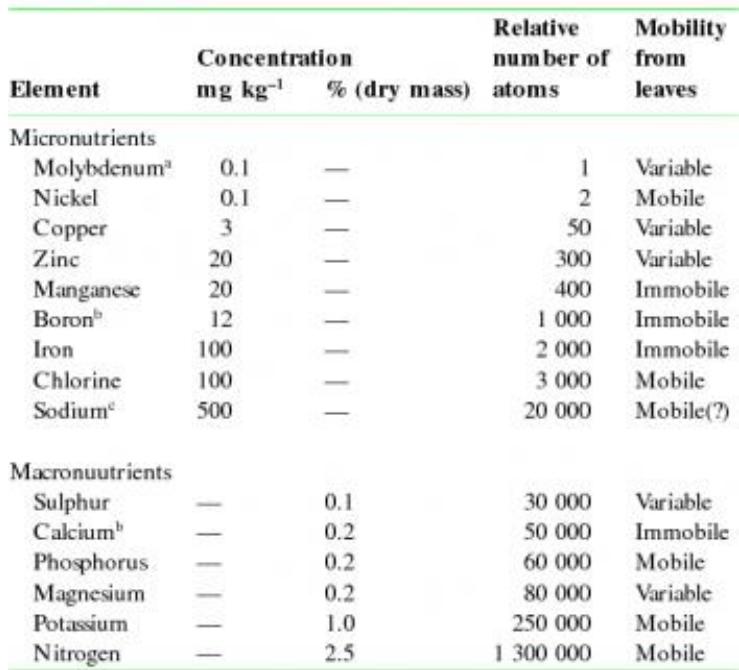 Relative Mobility
Concentration number of from
Element mg kg⁻¹ % (dry mass) atoms leaves
Micronutrients
Molybdenumᵃ 0.1 — 1 Variable
Nickel 0.1 — 2 Mobile
Copper 3 — 50 Variable
Zinc 20 — 300 Variable
Manganese 20 — 400 Immobile
Boronᵇ 12 — 1 000 Immobile
Iron 100 — 2 000 Immobile
Chlorine 100 — 3 000 Mobile
Sodiumᶜ 500 — 20 000 Mobile(?)
Macronuutrients
Sulphur — 0.1 30 000 Variable
Calciumᵇ — 0.2 50 000 Immobile
Phosphorus — 0.2 60 000 Mobile
Magnesium — 0.2 80 000 Variable
Potassium — 1.0 250 000 Mobile
Nitrogen — 2.5 1 300 000 Mobile